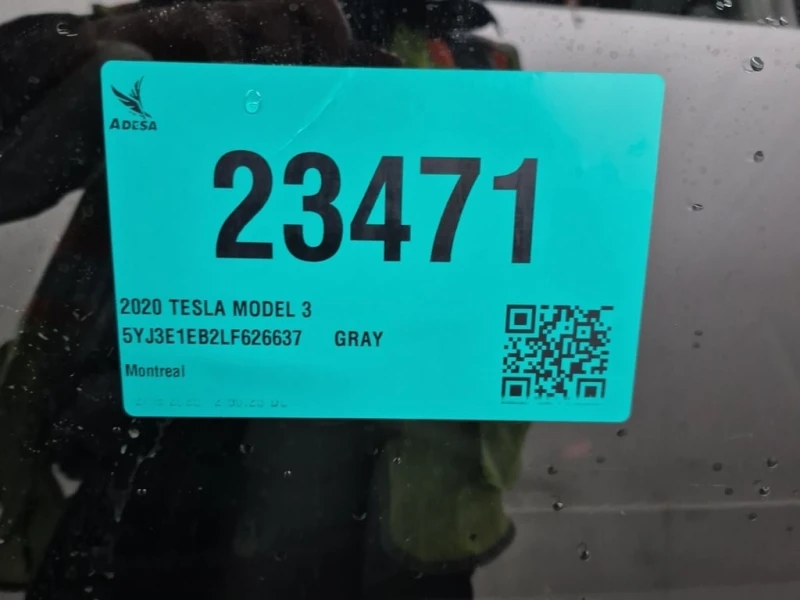 ADESA
23471
2020 TESLA MODEL 3
5YJ3E1EB2LF626637 GRAY
Montreal